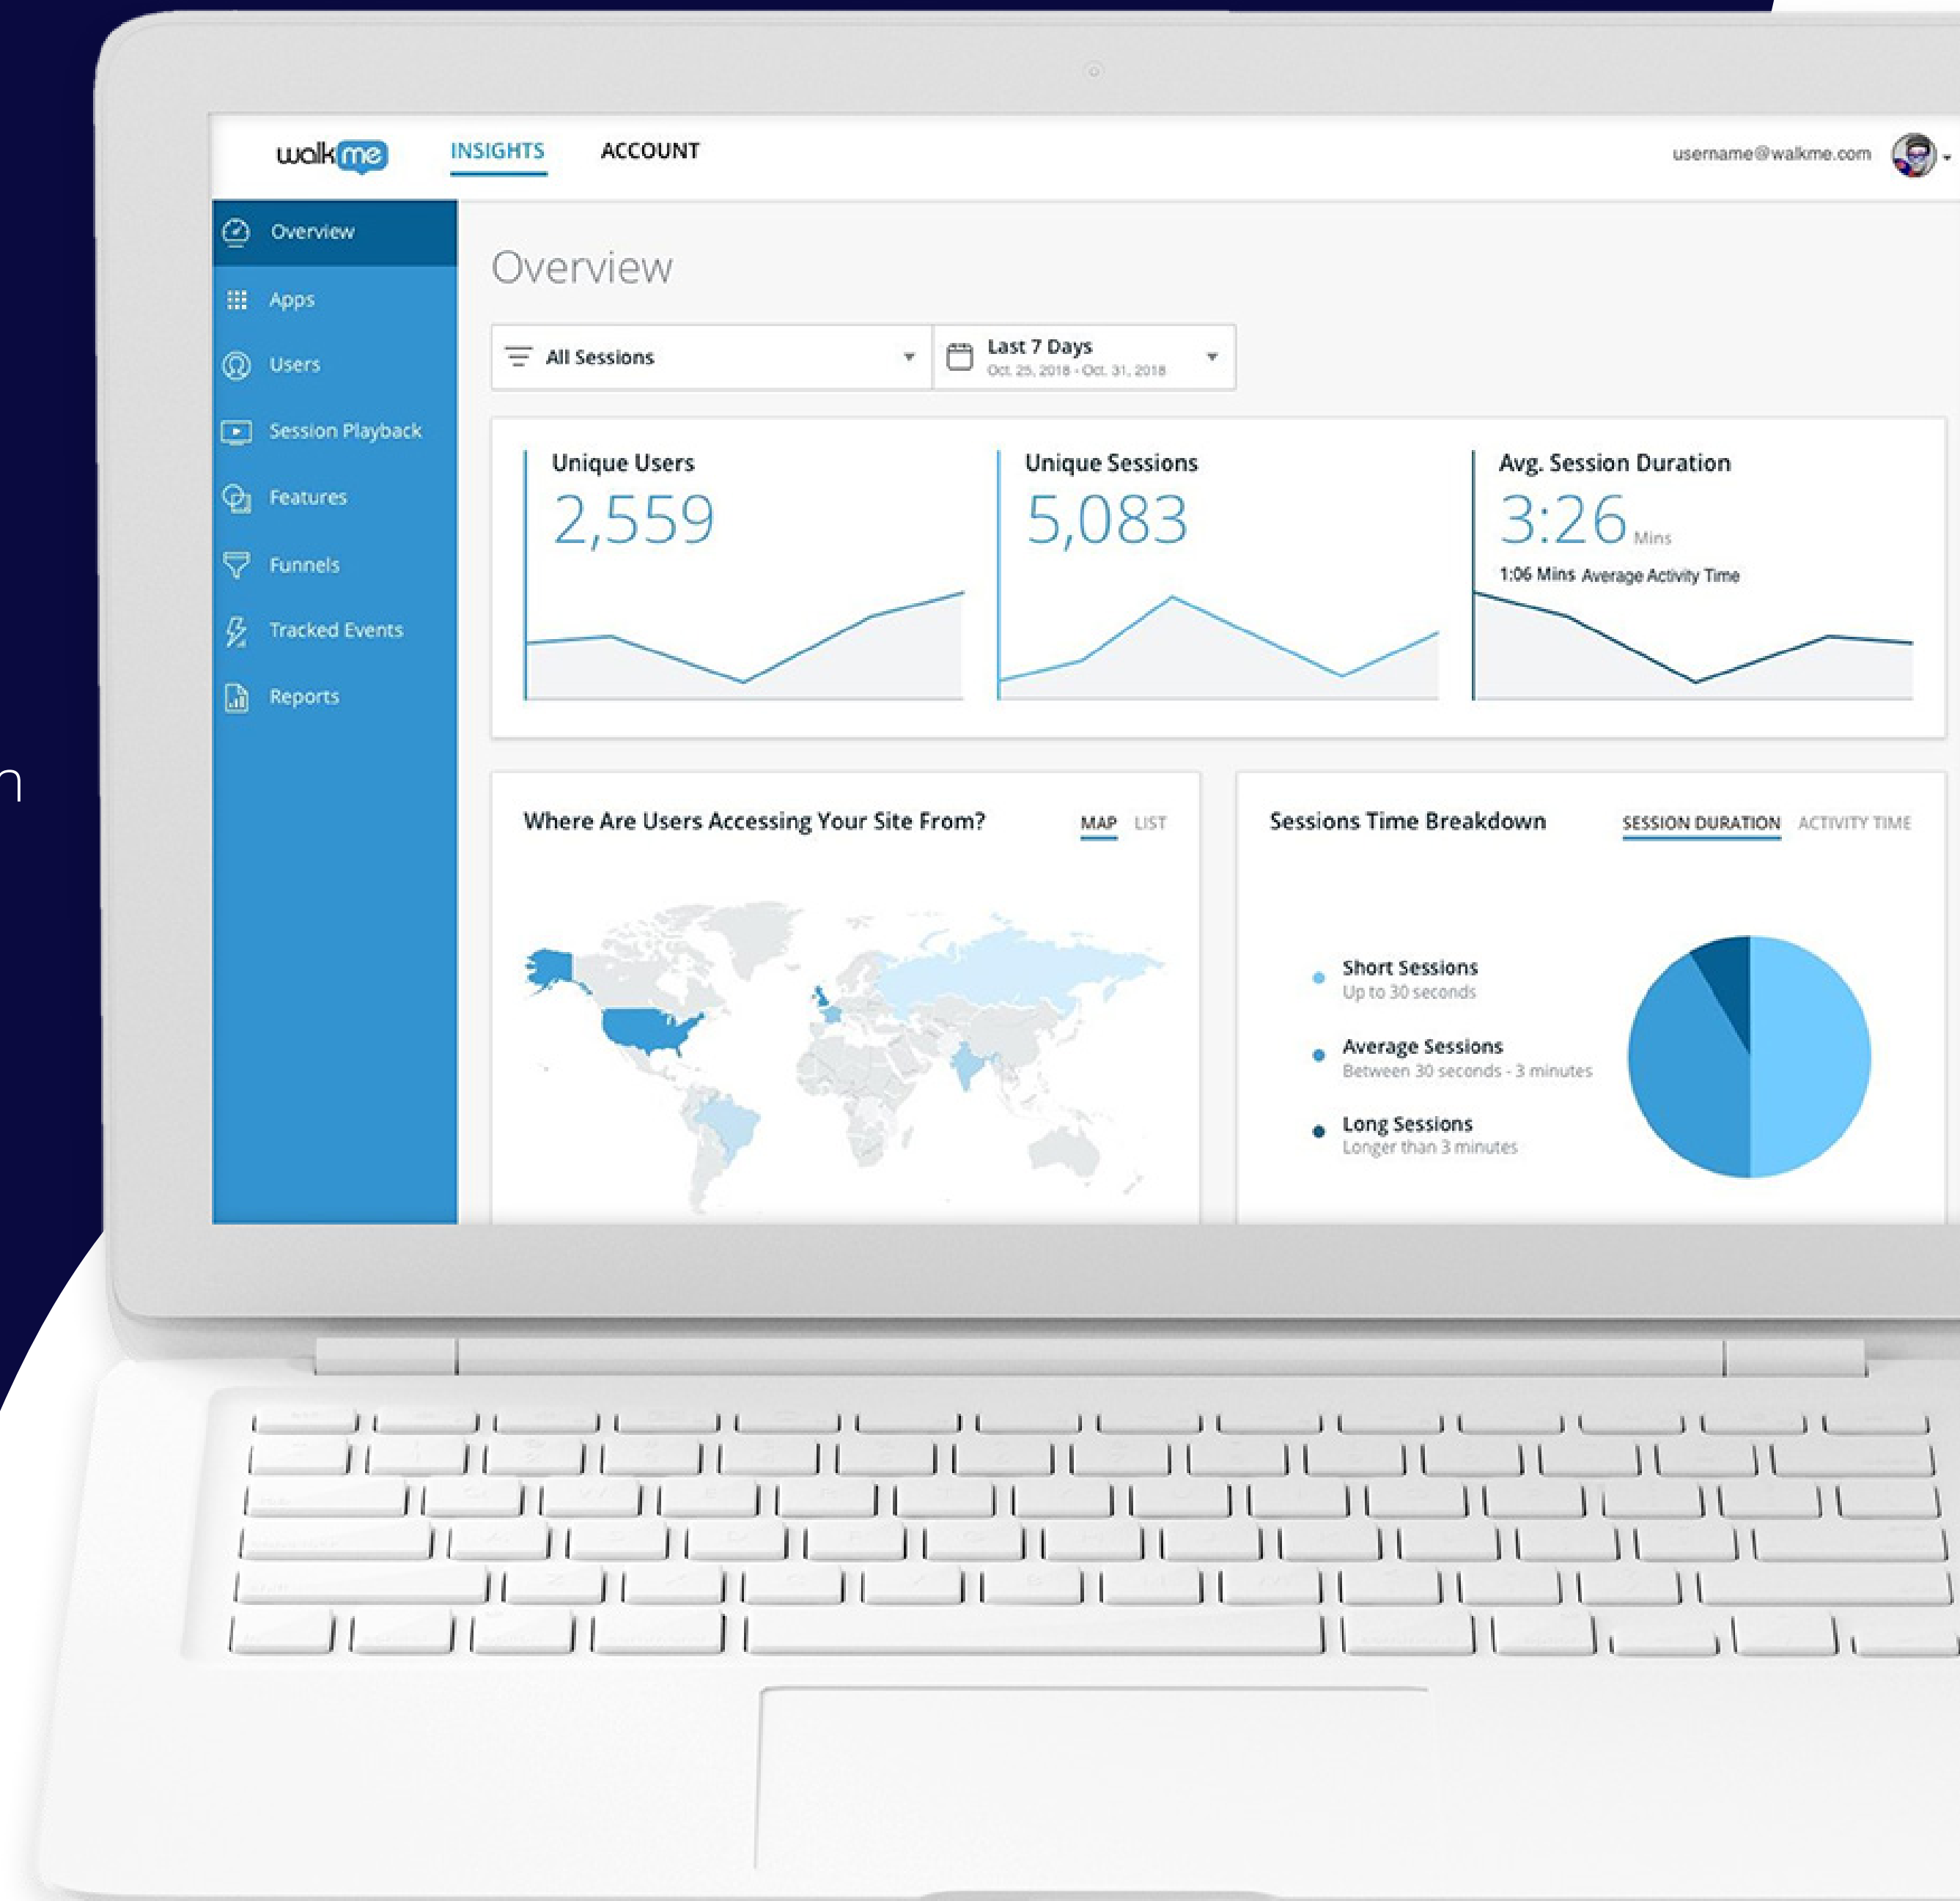 walkme
INSIGHTS
ACCOUNT
username@walkme.com
Overview
Apps
Users
Session Playback
Features
Funnels
Tracked Events
Reports
Overview
All Sessions
Last 7 Days
Oct. 25, 2018 - Oct. 31, 2018
Unique Users
2,559
Unique Sessions
5,083
Avg. Session Duration
3:26 Mins
1:06 Mins Average Activity Time
n
Where Are Users Accessing Your Site From?
MAP LIST
Sessions Time Breakdown
SESSION DURATION ACTIVITY TIME
Short Sessions
Up to 30 seconds
Average Sessions
Between 30 seconds - 3 minutes
Long Sessions
Longer than 3 minutes